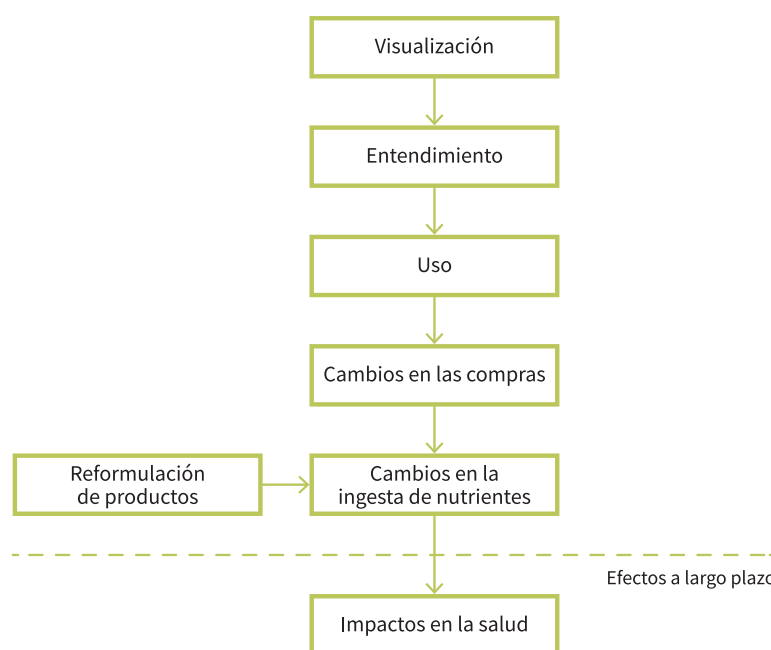 Visualización
Entendimiento
Uso
Cambios en las compras
Reformulación
de productos
Cambios en la
ingesta de nutrientes
Efectos a largo plazo
Impactos en la salud